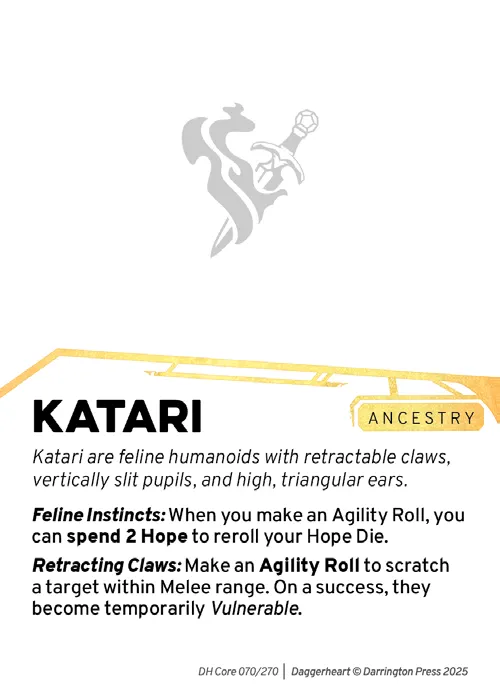 KATARI
ANCESTRY
Katari are feline humanoids with retractable claws,
vertically slit pupils, and high, triangular ears.
Feline Instincts: When you make an Agility Roll, you
can spend 2 Hope to reroll your Hope Die.
Retracting Claws: Make an Agility Roll to scratch
a target within Melee range. On a success, they
become temporarily Vulnerable.
DH Core 070/270 | Daggerheart © Darrington Press 2025